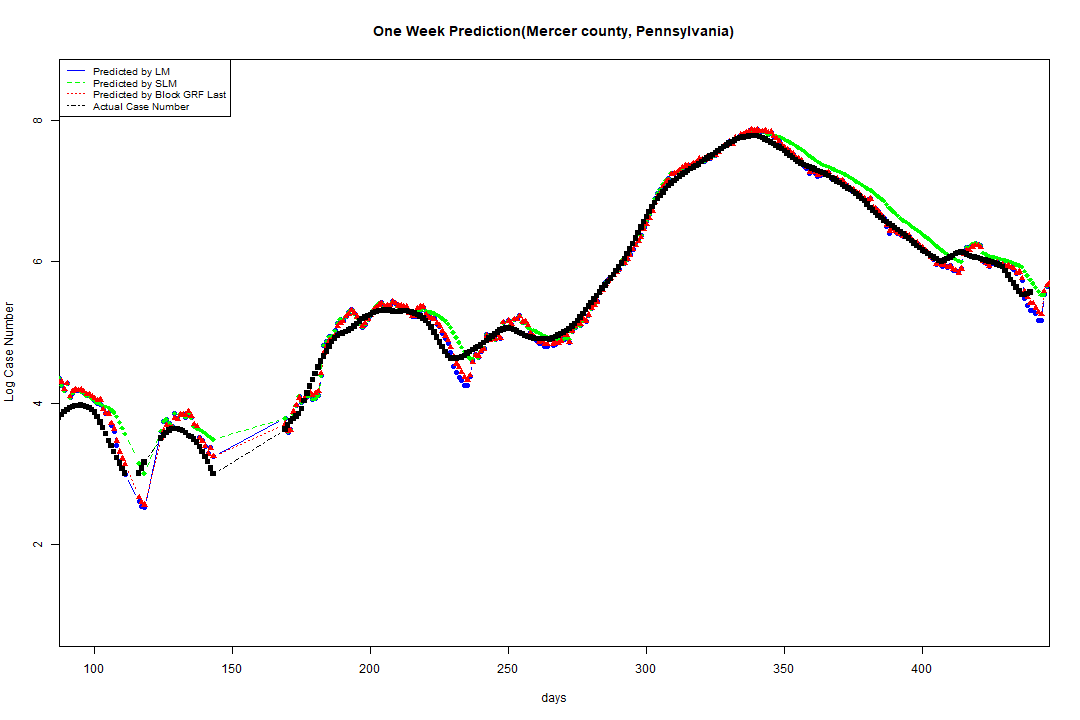 One Week Prediction(Mercer county, Pennsylvania)
Predicted by LM
Predicted by SLM
Predicted by Block GRF Last
Actual Case Number
8
6
4
2
Log Case Number
100 150 200 250 300 350 400
days